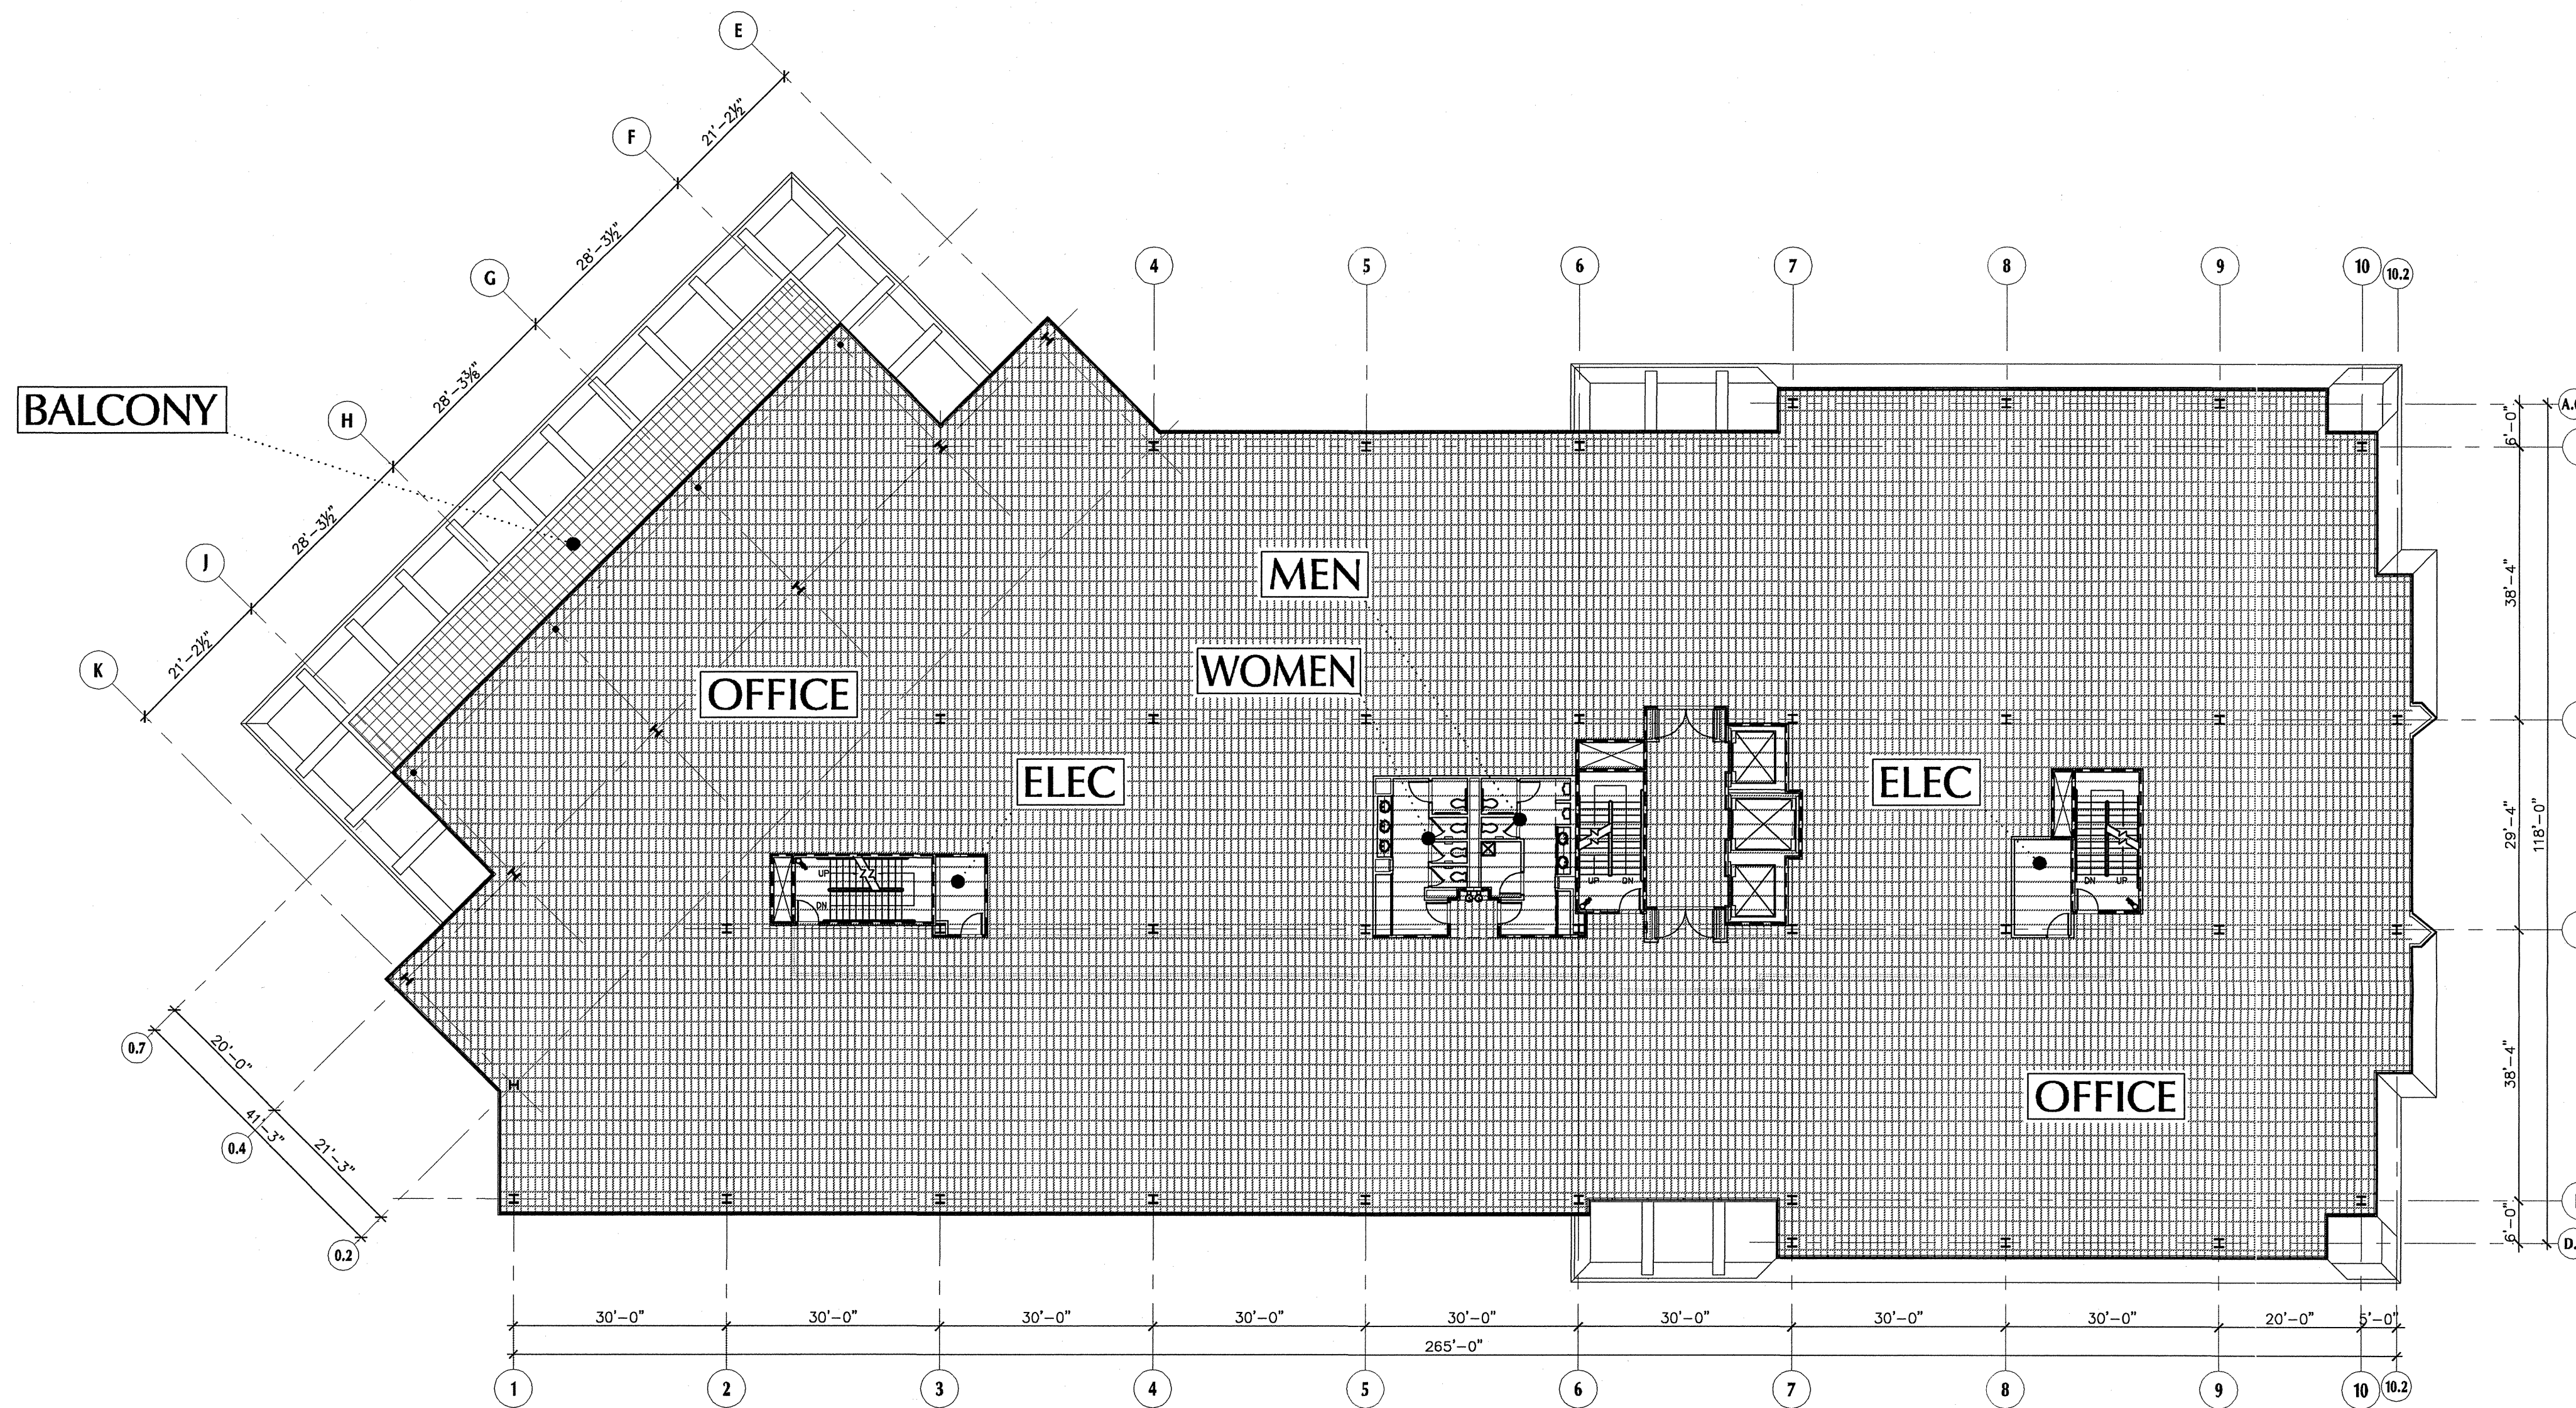 E
F
21'-2½"
G
28'-3½"
4
5
6
7
8
9
10
10.2
H
28'-3⅜"
BALCONY
6'-0"
J
28'-3½"
MEN
38'-4"
K
21'-2½"
WOMEN
OFFICE
ELEC
ELEC
29'-4"
118'-0"
UP
DN
UP
DN
DN
UP
0.7
20'-0"
0.4
41'-3"
21'-3"
0.2
38'-4"
OFFICE
6'-0"
30'-0"
30'-0"
30'-0"
30'-0"
30'-0"
30'-0"
30'-0"
30'-0"
20'-0"
5'-0"
265'-0"
1
2
3
4
5
6
7
8
9
10
10.2